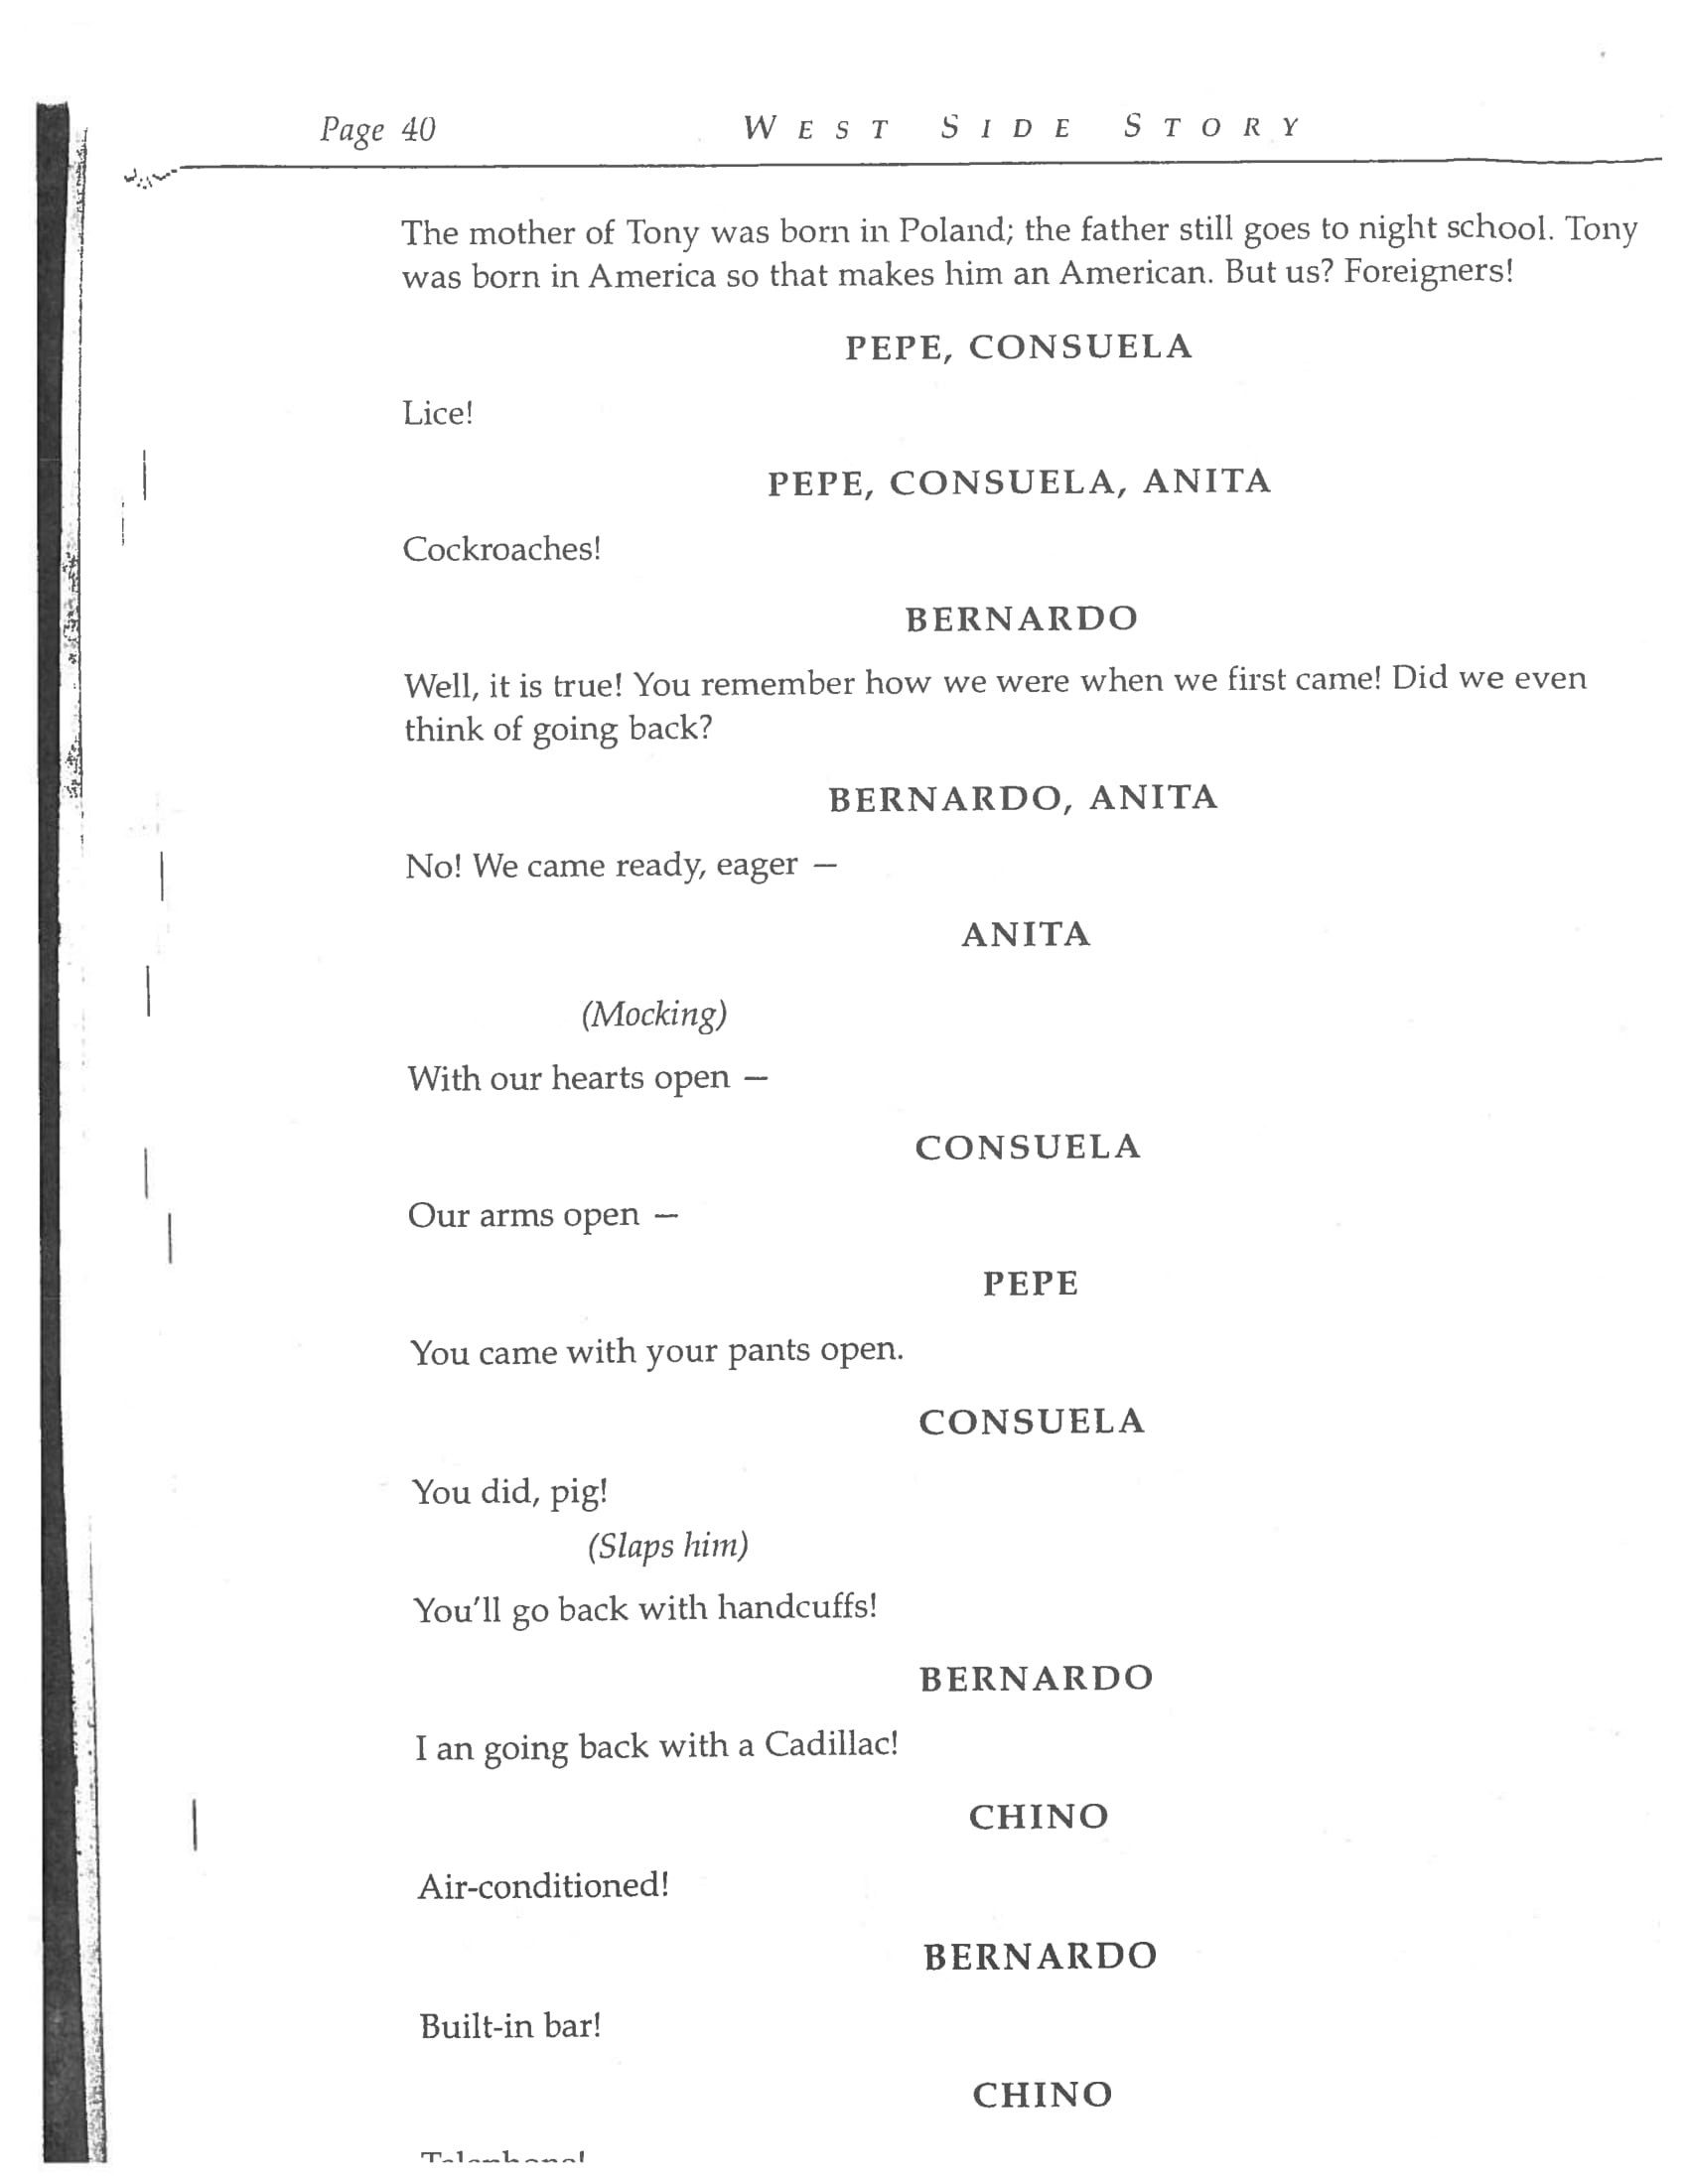 Page 40
WEST SIDE STORY
The mother of Tony was born in Poland; the father still goes to night school. Tony
was born in America so that makes him an American. But us? Foreigners!
PEPE, CONSUELA
Lice!
PEPE, CONSUELA, ANITA
Cockroaches!
BERNARDO
Well, it is true! You remember how we were when we first came! Did we even
think of going back?
BERNARDO, ANITA
No! We came ready, eager —
ANITA
(Mocking)
With our hearts open —
CONSUELA
Our arms open —
PEPE
You came with your pants open.
CONSUELA
You did, pig!
(Slaps him)
You'll go back with handcuffs!
BERNARDO
I an going back with a Cadillac!
CHINO
Air-conditioned!
BERNARDO
Built-in bar!
CHINO